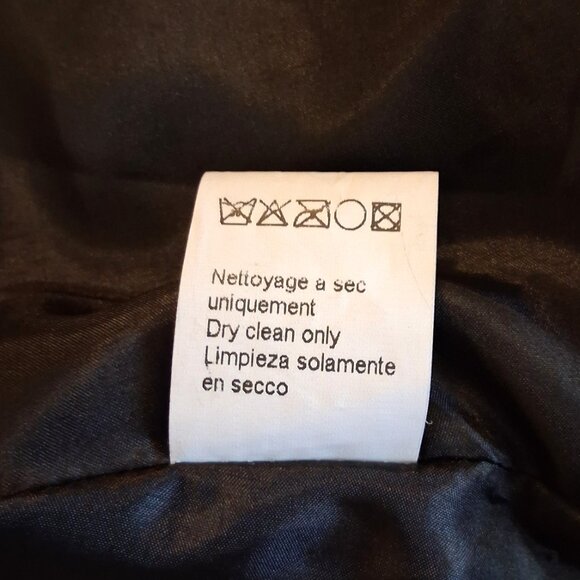 Nettoyage a sec
uniquement
Dry clean only
Limpieza solamente
en secco